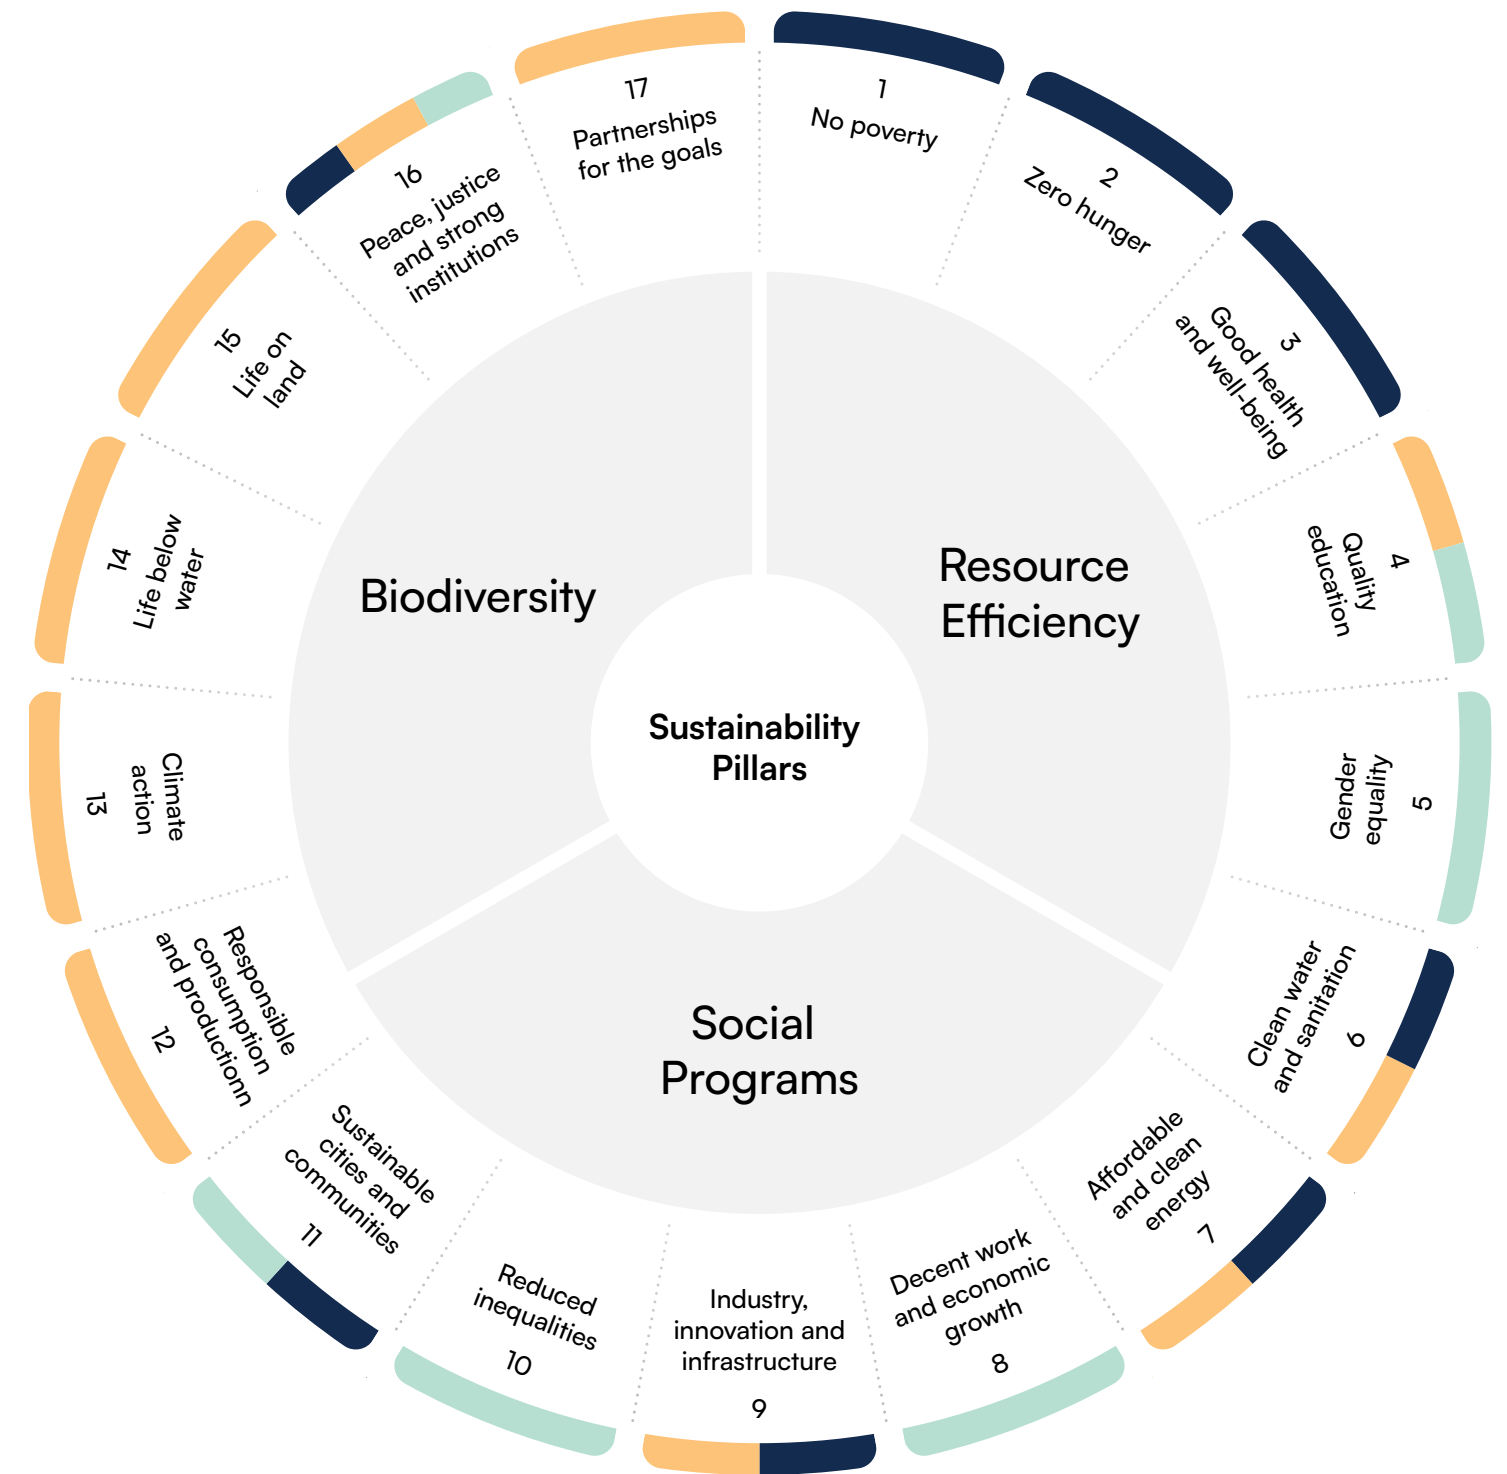 Sustainability
Pillars
Resource
Efficiency
Social
Programs
Biodiversity
1
No poverty
2
Zero hunger
3
Good health
and well-being
4
Quality
education
5
Gender
equality
6
Clean water
and sanitation
7
Affordable
and clean
energy
8
Decent work
and economic
growth
9
Industry,
innovation and
infrastructure
10
Reduced
inequalities
11
Sustainable
cities and
communities
12
Responsible
consumption
and productionn
13
Climate
action
14
Life below
water
15
Life on
land
16
Peace, justice
and strong
institutions
17
Partnerships
for the goals